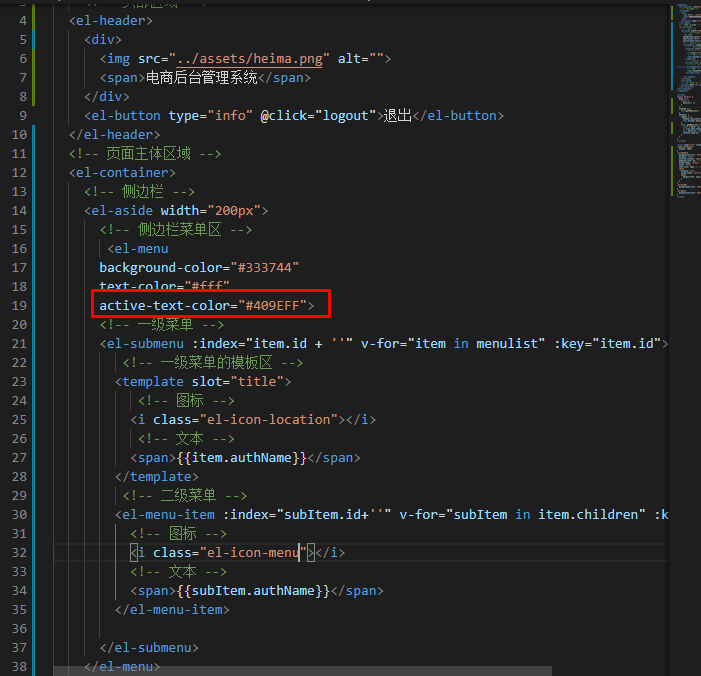 4 <el-header>
5 <div>
6 <img src="../assets/heima.png" alt="">
7 <span>电商后台管理系统</span>
8 </div>
9 <el-button type="info" @click="logout">退出</el-button>
10 </el-header>
11 <!-- 页面主体区域 -->
12 <el-container>
13 <!-- 侧边栏 -->
14 <el-aside width="200px">
15 <!-- 侧边栏菜单区 -->
16 <el-menu
17 background-color="#333744"
18 text-color="#fff"
19 active-text-color="#409EFF">
20 <!-- 一级菜单 -->
21 <el-submenu :index="item.id + ''" v-for="item in menulist" :key="item.id">
22 <!-- 一级菜单的模板区 -->
23 <template slot="title">
24 <!-- 图标 -->
25 <i class="el-icon-location"></i>
26 <!-- 文本 -->
27 <span>{{item.authName}}</span>
28 </template>
29 <!-- 二级菜单 -->
30 <el-menu-item :index="subItem.id+''" v-for="subItem in item.children" :k
31 <!-- 图标 -->
32 <i class="el-icon-menu"></i>
33 <!-- 文本 -->
34 <span>{{subItem.authName}}</span>
35 </el-menu-item>
36
37 </el-submenu>
38 </el-menu>